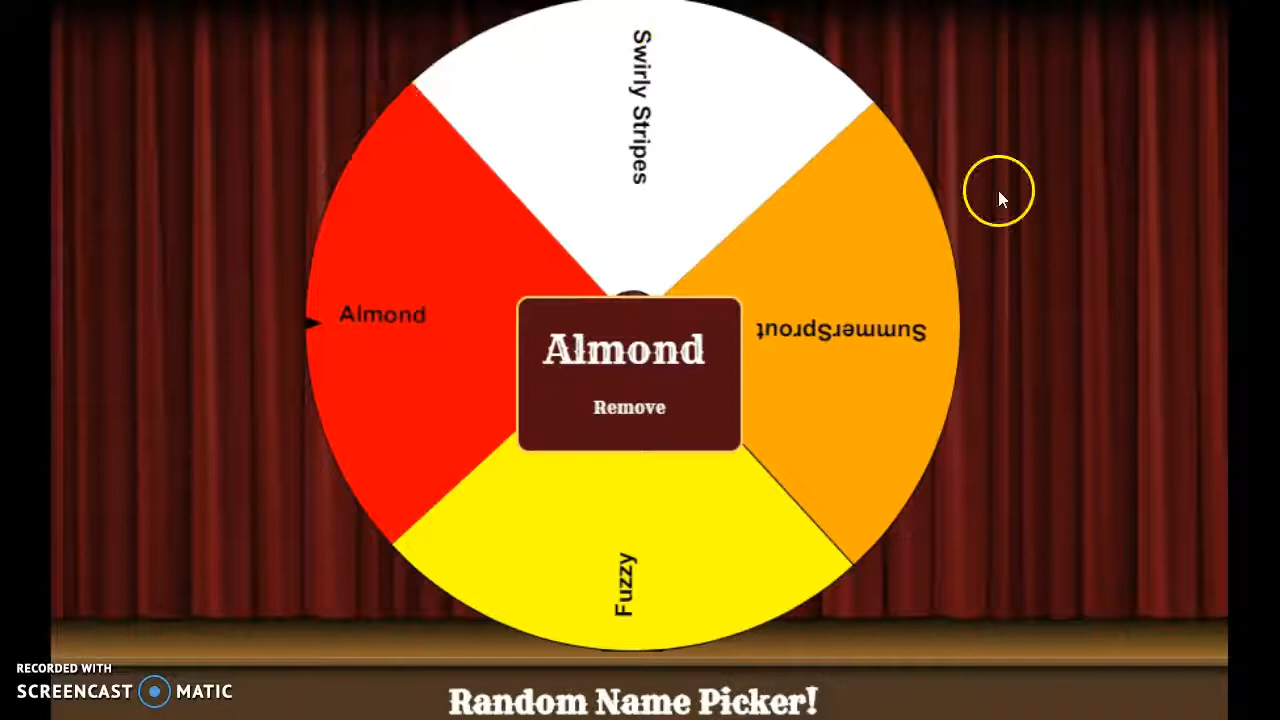 Swirly Stripes
Almond
SummerSprout
Almond
Remove
Fuzzy
RECORDED WITH
SCREENCAST MATIC
Random Name Picker!